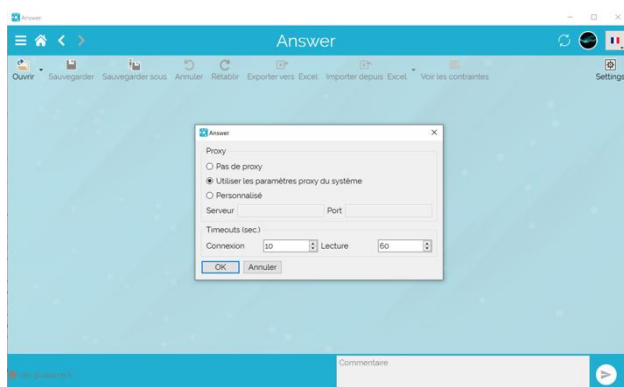 Answer
Answer
Ouvrir Sauvegarder Sauvegarder sous Annuler Rétablir Exporter vers Excel Importer depuis Excel Voir les contraintes Settings
Answer
Proxy
Pas de proxy
Utiliser les paramètres proxy du système
Personnalisé
Serveur Port
Timeouts (sec.)
Connexion 10 Lecture 60
OK Annuler
Commentaire